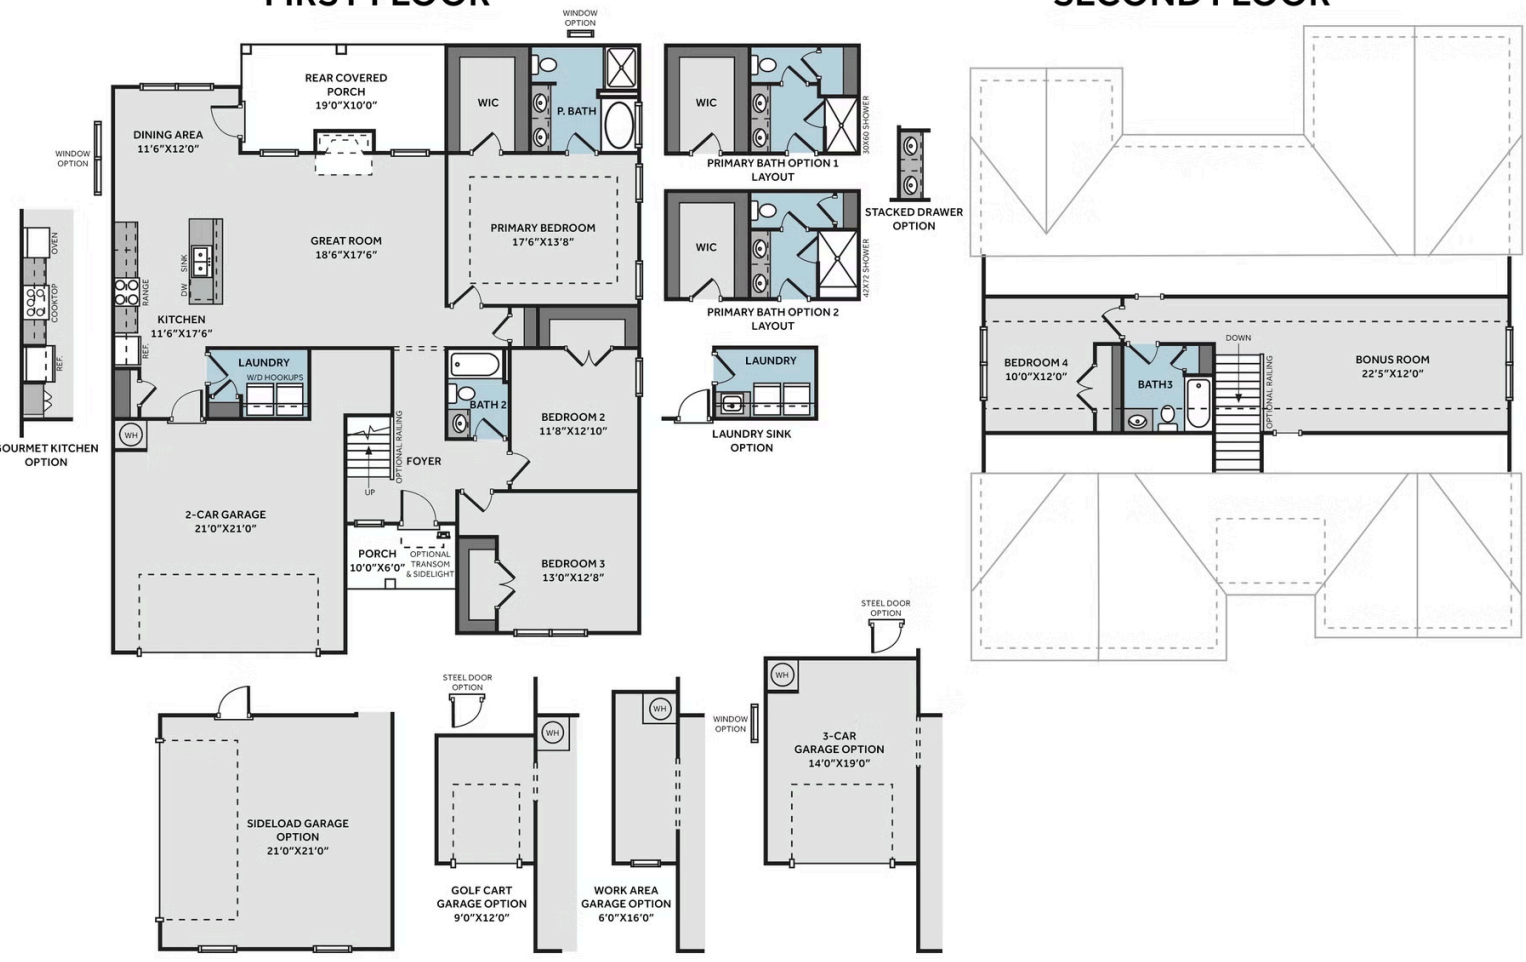 FIRST FLOOR
SECOND FLOOR
WINDOW
OPTION
REAR COVERED
PORCH
19'0"X10'0"
WIC
P. BATH
DINING AREA
11'6"X12'0"
WINDOW
OPTION
PRIMARY BEDROOM
17'6"X13'8"
GREAT ROOM
18'6"X17'6"
SINK
DW
RANGE
REF.
KITCHEN
11'6"X17'6"
OVEN
COOKTOP
REF.
GOURMET KITCHEN
OPTION
LAUNDRY
W/D HOOKUPS
WH
BATH 2
BEDROOM 2
11'8"X12'10"
OPTIONAL RAILING
FOYER
UP
2-CAR GARAGE
21'0"X21'0"
PORCH
10'0"X6'0"
OPTIONAL
TRANSOM
& SIDELIGHT
BEDROOM 3
13'0"X12'8"
WIC
30X60 SHOWER
PRIMARY BATH OPTION 1
LAYOUT
WIC
42X72 SHOWER
PRIMARY BATH OPTION 2
LAYOUT
STACKED DRAWER
OPTION
LAUNDRY
LAUNDRY SINK
OPTION
BEDROOM 4
10'0"X12'0"
BATH3
DOWN
OPTIONAL RAILING
BONUS ROOM
22'5"X12'0"
SIDELOAD GARAGE
OPTION
21'0"X21'0"
STEEL DOOR
OPTION
WH
GOLF CART
GARAGE OPTION
9'0"X12'0"
WH
WORK AREA
GARAGE OPTION
6'0"X16'0"
STEEL DOOR
OPTION
WH
WINDOW
OPTION
3-CAR
GARAGE OPTION
14'0"X19'0"